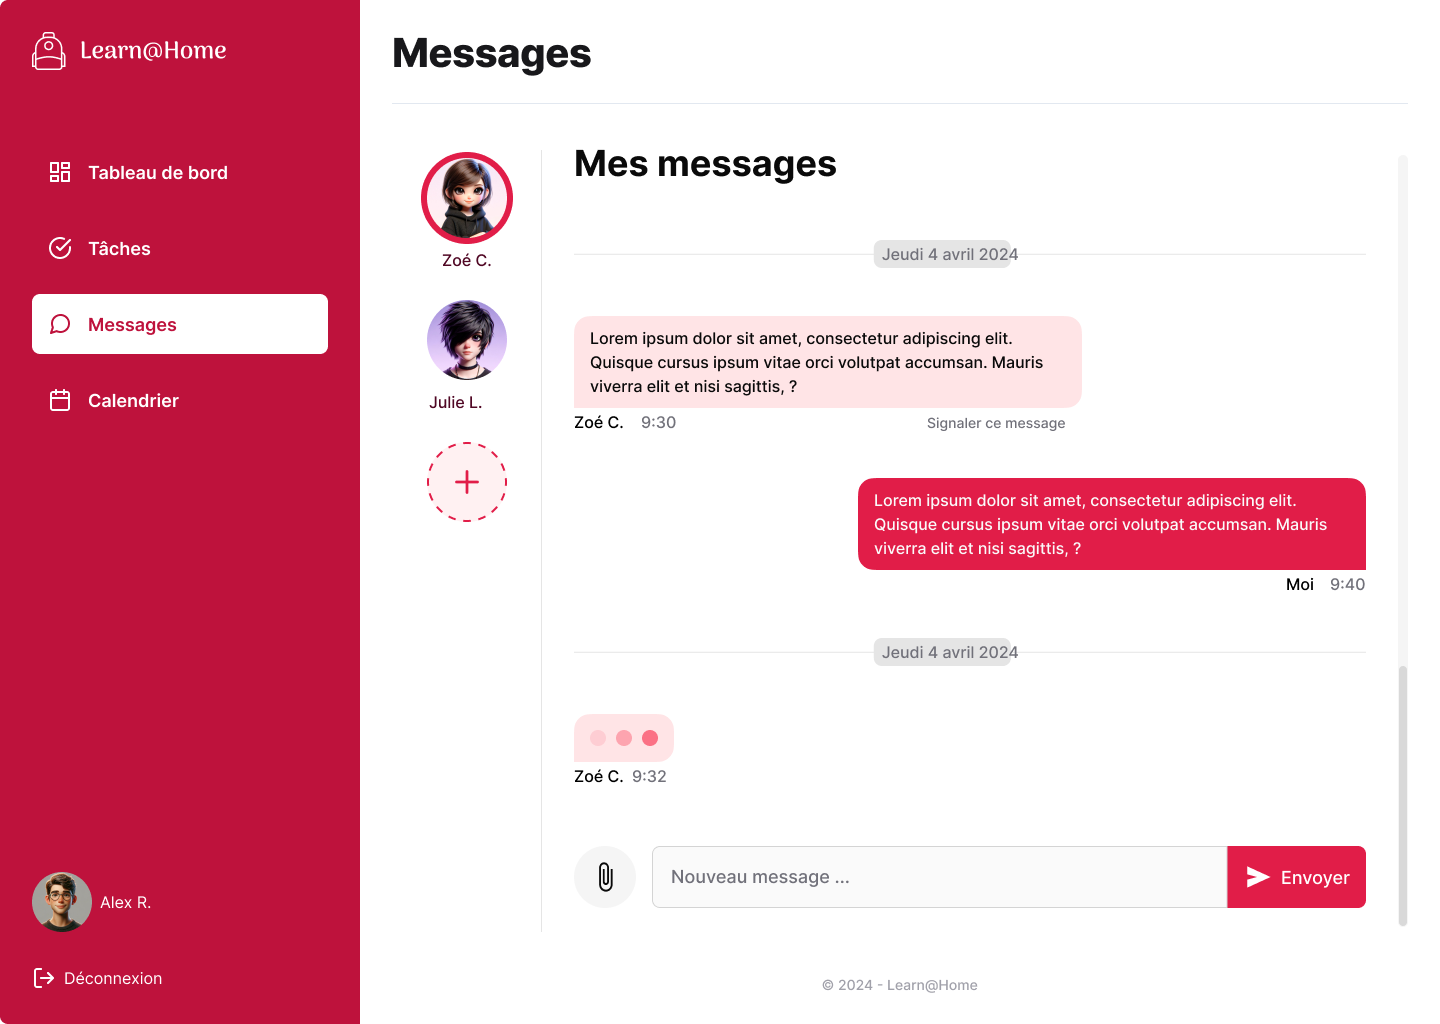 Learn@Home
Tableau de bord
Tâches
Messages
Calendrier
Alex R.
Déconnexion
Messages
Zoé C.
Julie L.
Mes messages
Jeudi 4 avril 2024
Lorem ipsum dolor sit amet, consectetur adipiscing elit.
Quisque cursus ipsum vitae orci volutpat accumsan. Mauris
viverra elit et nisi sagittis, ?
Zoé C. 9:30 Signaler ce message
Lorem ipsum dolor sit amet, consectetur adipiscing elit.
Quisque cursus ipsum vitae orci volutpat accumsan. Mauris
viverra elit et nisi sagittis, ?
Moi 9:40
Jeudi 4 avril 2024
Zoé C. 9:32
Nouveau message ...
Envoyer
© 2024 - Learn@Home